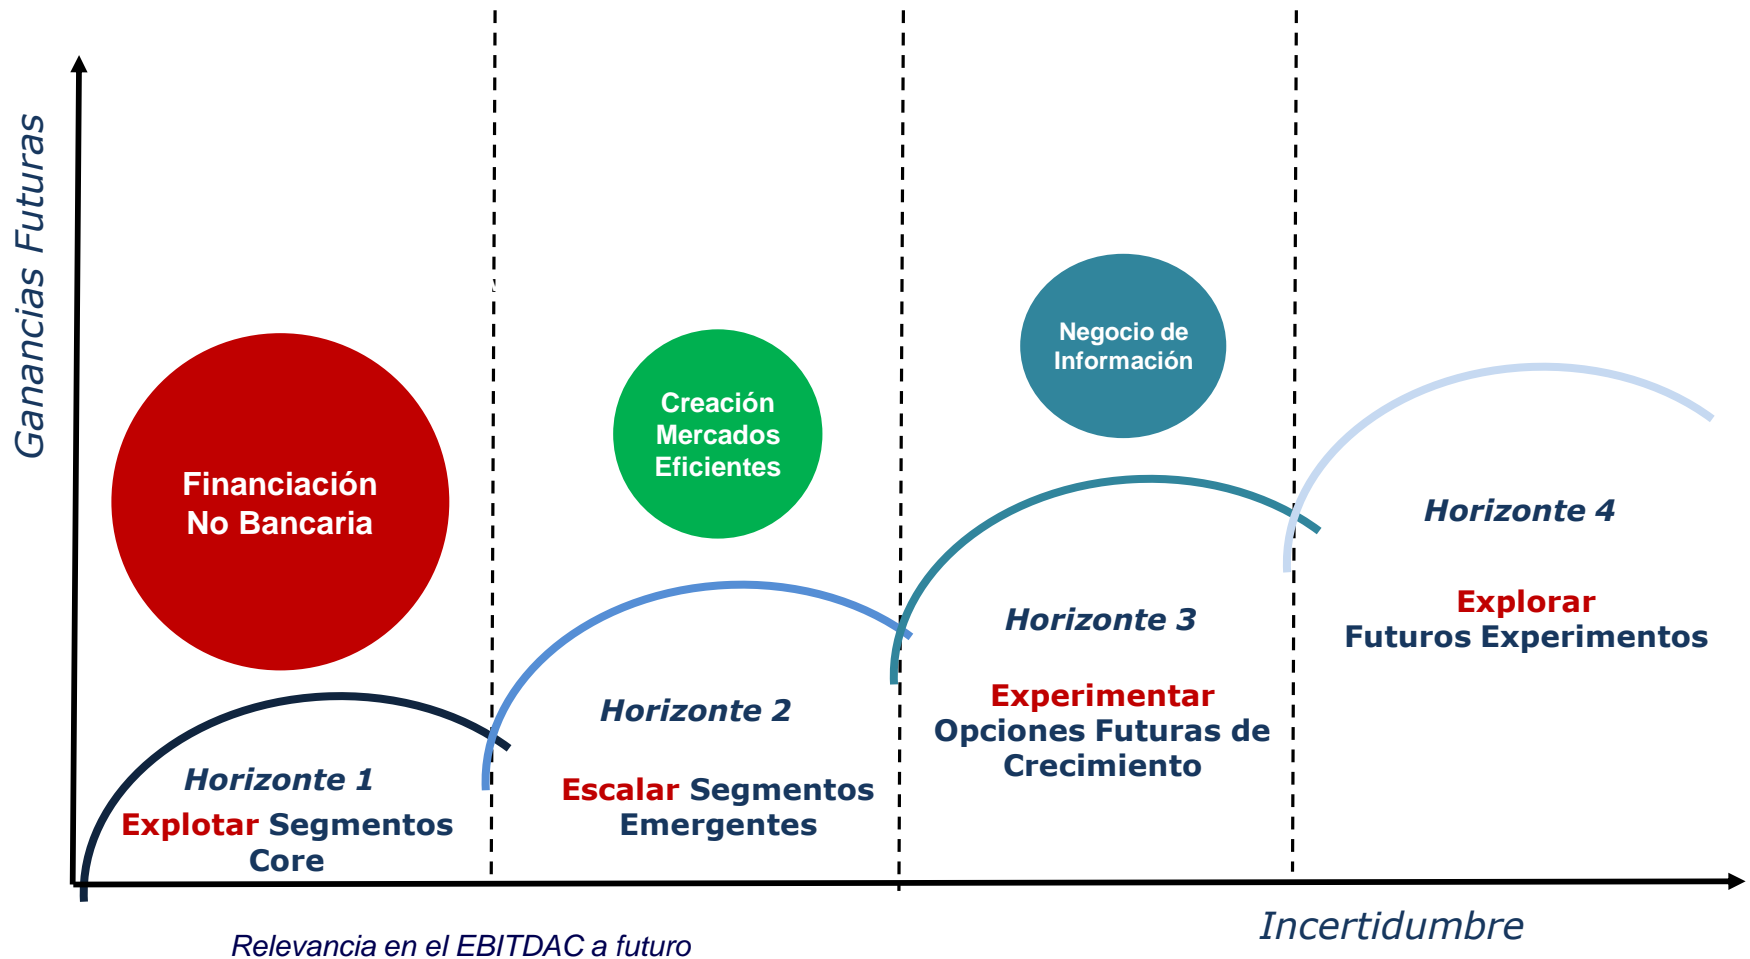 Ganancias Futuras
Financiación
No Bancaria
Horizonte 1
Explotar Segmentos
Core
Creación
Mercados
Eficientes
Horizonte 2
Escalar Segmentos
Emergentes
Negocio de
Información
Horizonte 3
Experimentar
Opciones Futuras de
Crecimiento
Horizonte 4
Explorar
Futuros Experimentos
Incertidumbre
Relevancia en el EBITDAC a futuro